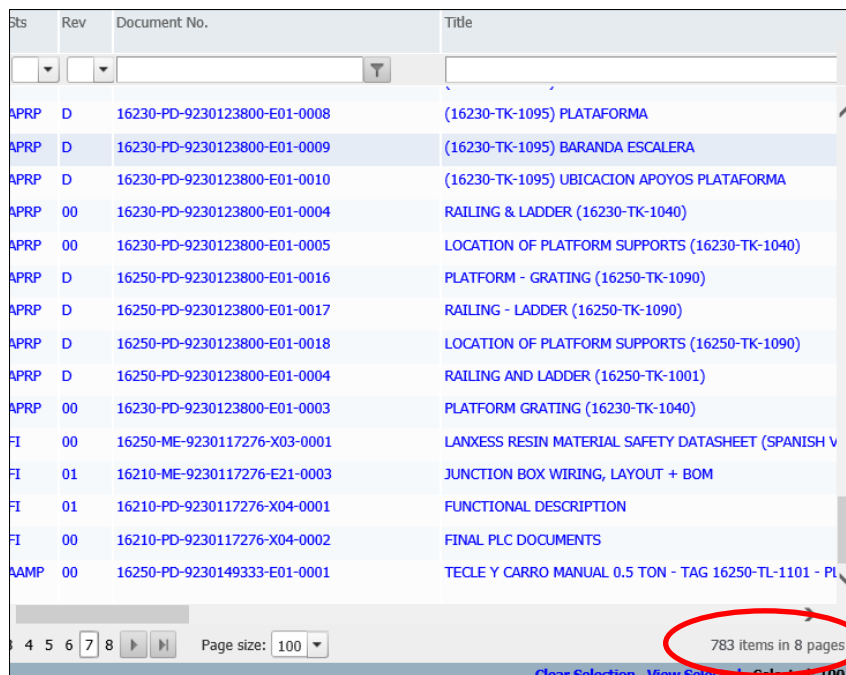 Sts Rev Document No. Title
APRP D 16230-PD-9230123800-E01-0008 (16230-TK-1095) PLATAFORMA
APRP D 16230-PD-9230123800-E01-0009 (16230-TK-1095) BARANDA ESCALERA
APRP D 16230-PD-9230123800-E01-0010 (16230-TK-1095) UBICACION APOYOS PLATAFORMA
APRP 00 16230-PD-9230123800-E01-0004 RAILING & LADDER (16230-TK-1040)
APRP 00 16230-PD-9230123800-E01-0005 LOCATION OF PLATFORM SUPPORTS (16230-TK-1040)
APRP D 16250-PD-9230123800-E01-0016 PLATFORM - GRATING (16250-TK-1090)
APRP D 16250-PD-9230123800-E01-0017 RAILING - LADDER (16250-TK-1090)
APRP D 16250-PD-9230123800-E01-0018 LOCATION OF PLATFORM SUPPORTS (16250-TK-1090)
APRP D 16250-PD-9230123800-E01-0004 RAILING AND LADDER (16250-TK-1001)
APRP 00 16230-PD-9230123800-E01-0003 PLATFORM GRATING (16230-TK-1040)
FI 00 16250-ME-9230117276-X03-0001 LANXESS RESIN MATERIAL SAFETY DATASHEET (SPANISH V
FI 01 16210-ME-9230117276-E21-0003 JUNCTION BOX WIRING, LAYOUT + BOM
FI 01 16210-PD-9230117276-X04-0001 FUNCTIONAL DESCRIPTION
FI 00 16210-PD-9230117276-X04-0002 FINAL PLC DOCUMENTS
AAMP 00 16250-PD-9230149333-E01-0001 TECLE Y CARRO MANUAL 0.5 TON - TAG 16250-TL-1101 - PL
4 5 6 7 8 Page size: 100 783 items in 8 pages
Clear Selection View Selected Selected: 100